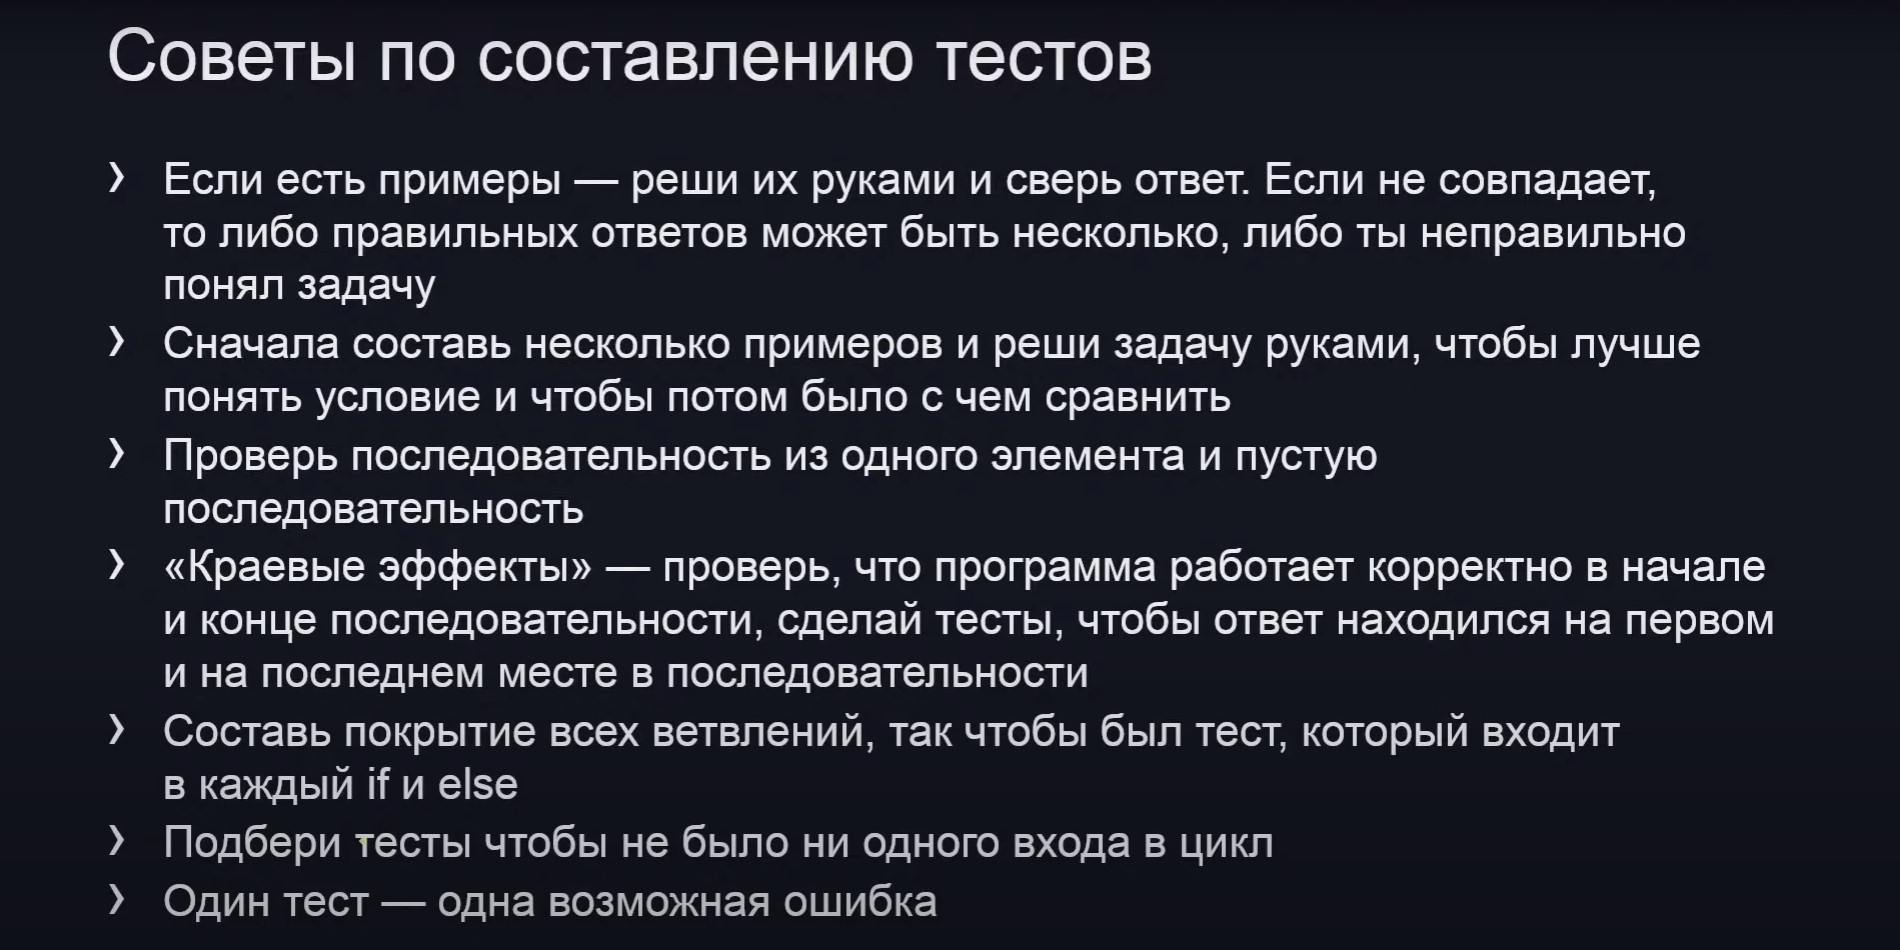 Советы по составлению тестов
› Если есть примеры — реши их руками и сверь ответ. Если не совпадает,
то либо правильных ответов может быть несколько, либо ты неправильно
понял задачу
› Сначала составь несколько примеров и реши задачу руками, чтобы лучше
понять условие и чтобы потом было с чем сравнить
› Проверь последовательность из одного элемента и пустую
последовательность
› «Краевые эффекты» — проверь, что программа работает корректно в начале
и конце последовательности, сделай тесты, чтобы ответ находился на первом
и на последнем месте в последовательности
› Составь покрытие всех ветвлений, так чтобы был тест, который входит
в каждый if и else
› Подбери тесты чтобы не было ни одного входа в цикл
› Один тест — одна возможная ошибка